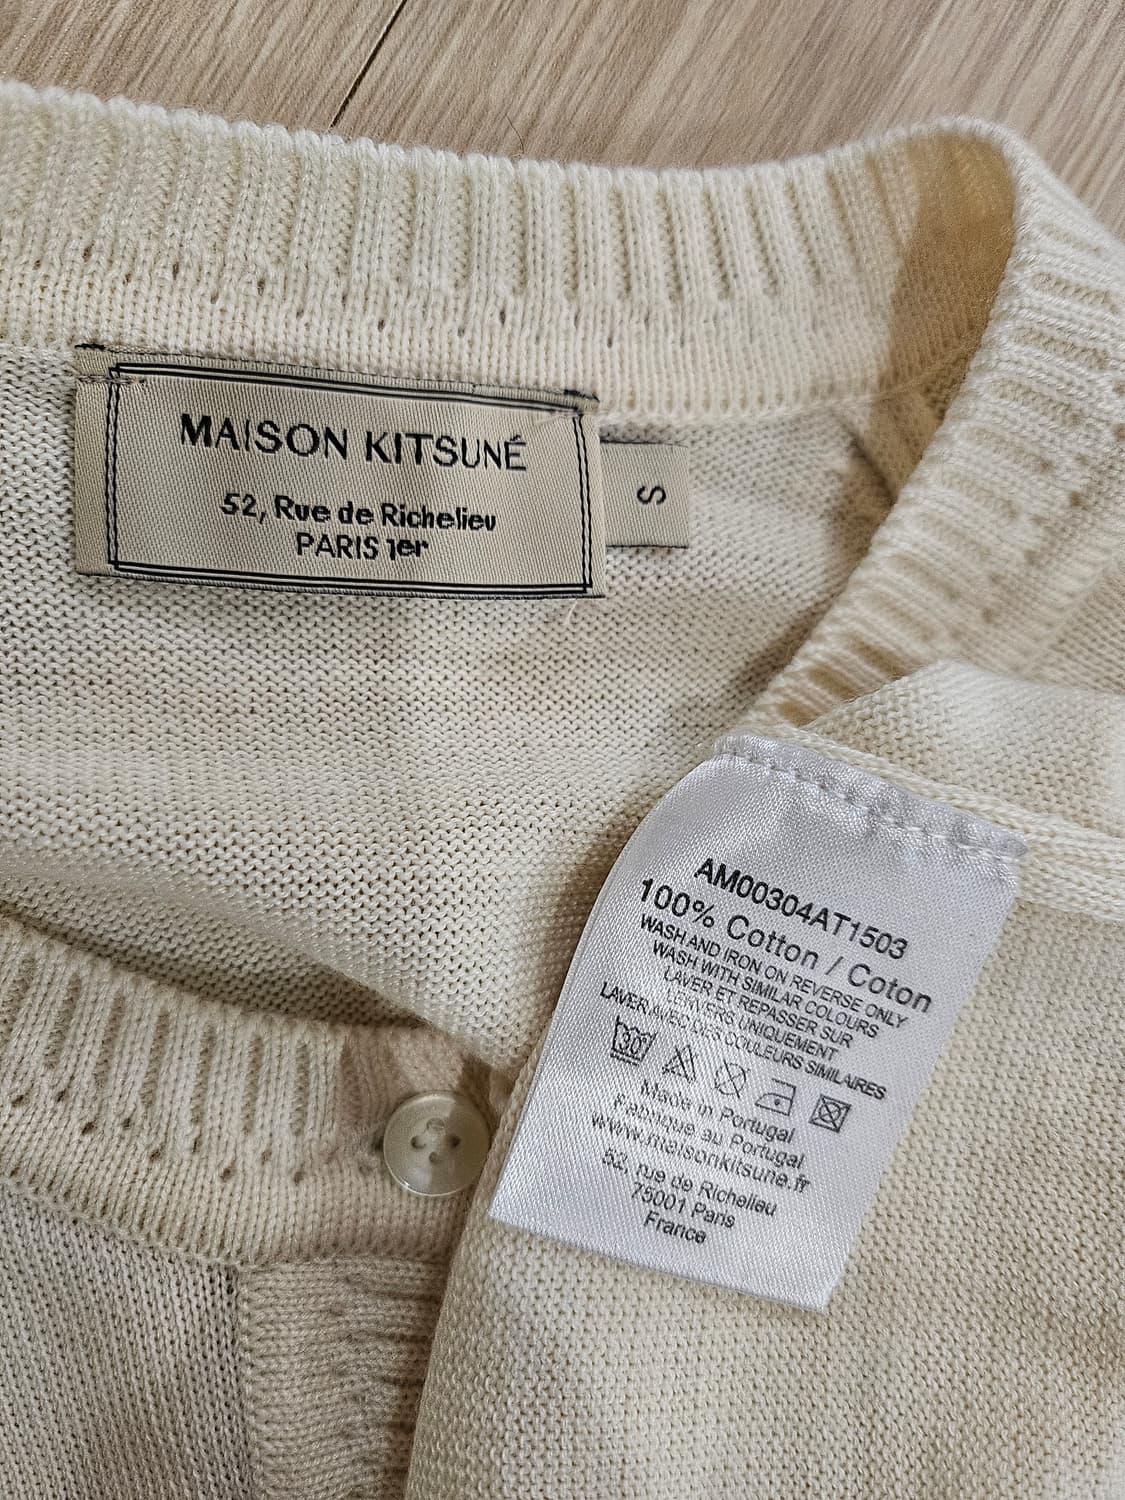 MAISON KITSUNÉ
52, Rue de Richelieu
PARIS 1er
S
AM00304AT1503
100% Cotton / Coton
WASH AND IRON ON REVERSE ONLY
WASH WITH SIMILAR COLOURS
LAVER ET REPASSER SUR
L'ENVERS UNIQUEMENT
LAVER AVEC DES COULEURS SIMILAIRES
30°
Made in Portugal
Fabriqué au Portugal
www.maisonkitsune.fr
52, rue de Richelieu
75001 Paris
France